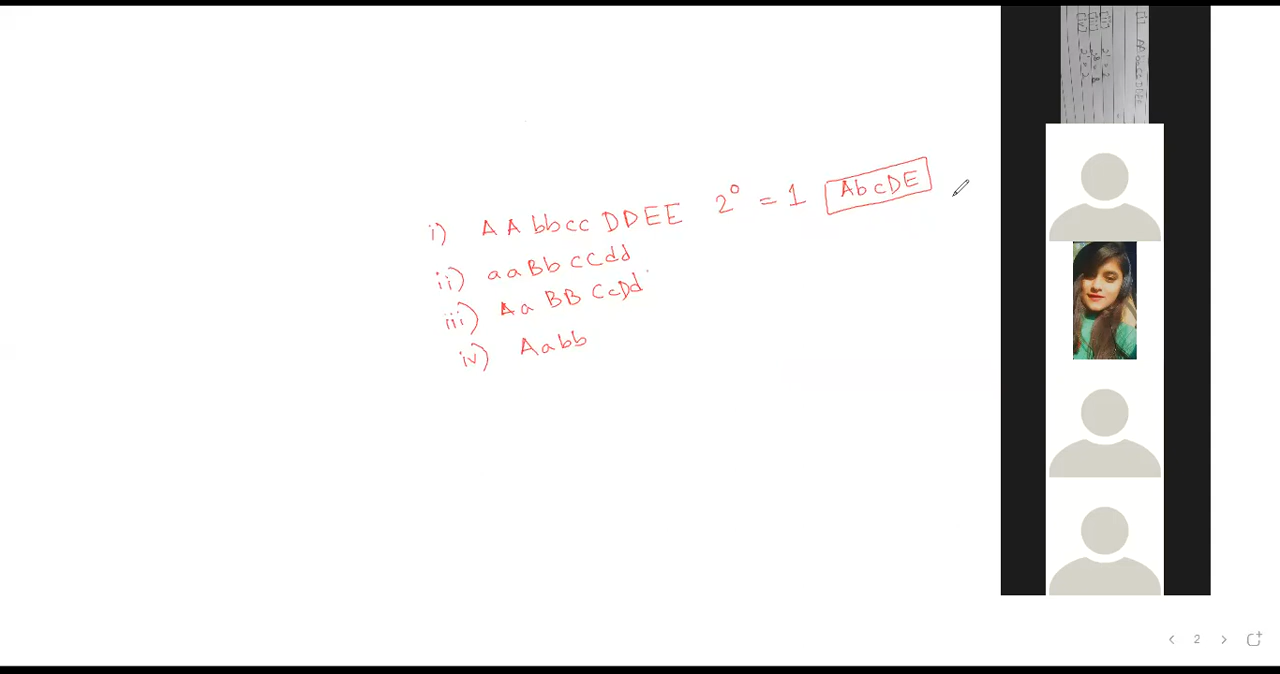 i) AAbbccDDEE 2⁰ = 1 AbcDE
ii) aaBbCCdd
iii) AaBBCcDd
iv) Aabb
2